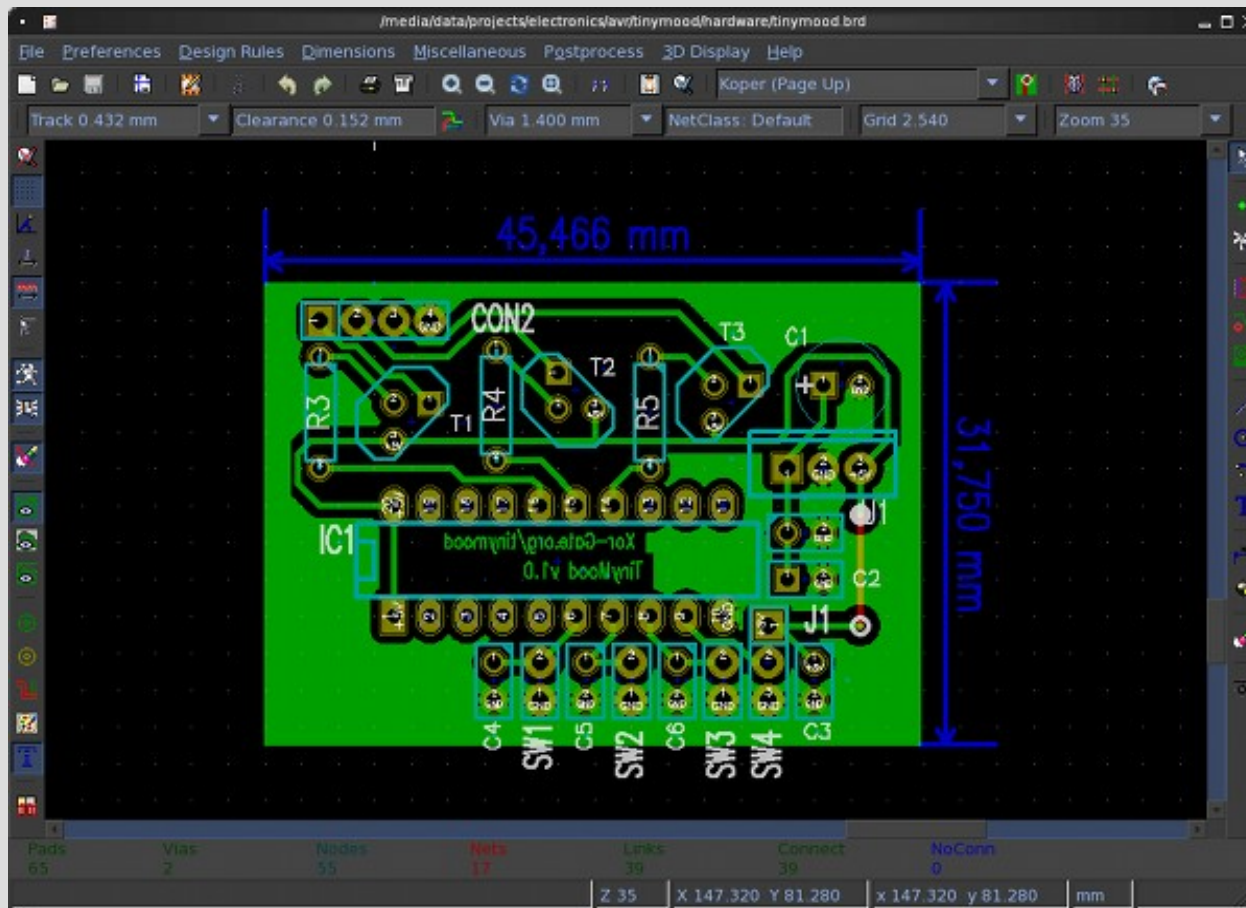 /media/data/projects/electronics/avr/tinymood/hardware/tinymood.brd
File Preferences Design Rules Dimensions Miscellaneous Postprocess 3D Display Help
Koper (Page Up)
Track 0.432 mm Clearance 0.152 mm Via 1.400 mm NetClass: Default Grid 2.540 Zoom 35
45,466 mm
CON2 T3 C1
T2
R3 T1 R4 R5
31,750 mm
U1
IC1
Xor-Gate.org/tinymood
TinyMood v1.0
C2
J1
C4 SW1 C5 SW2 C6 SW3 SW4 C3
Pads Vias Nodes Nets Links Connect NoConn
65 2 55 17 39 39 0
Z 35 X 147.320 Y 81.280 x 147.320 y 81.280 mm